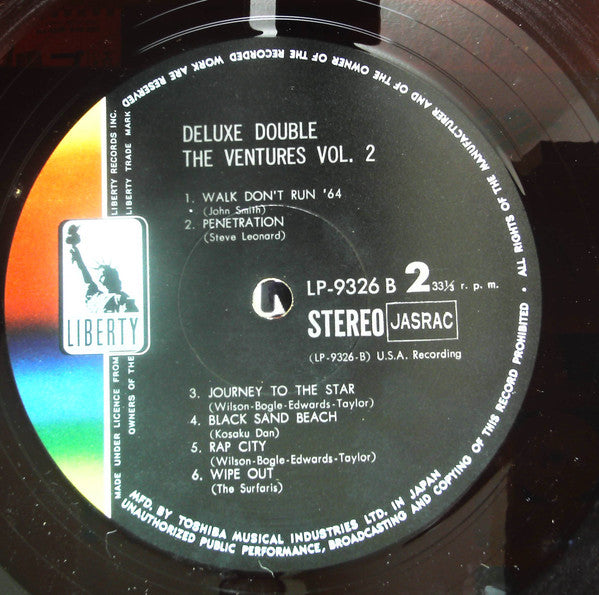 DELUXE DOUBLE
THE VENTURES VOL. 2
1. WALK DON'T RUN '64
(John Smith)
2. PENETRATION
(Steve Leonard)
LP-9326 B 2 33⅓ r. p. m.
STEREO JASRAC
(LP-9326-B) U.S.A. Recording
3. JOURNEY TO THE STAR
(Wilson-Bogle-Edwards-Taylor)
4. BLACK SAND BEACH
(Kosaku Dan)
5. RAP CITY
(Wilson-Bogle-Edwards-Taylor)
6. WIPE OUT
(The Surfaris)
LIBERTY
MADE UNDER LICENCE FROM LIBERTY RECORDS INC.
OWNERS OF THE LIBERTY TRADE MARK
MFD. BY TOSHIBA MUSICAL INDUSTRIES LTD. IN JAPAN
ALL RIGHTS OF THE MANUFACTURER AND OF THE OWNER OF THE RECORDED WORK ARE RESERVED
UNAUTHORIZED PUBLIC PERFORMANCE, BROADCASTING AND COPYING OF THIS RECORD PROHIBITED